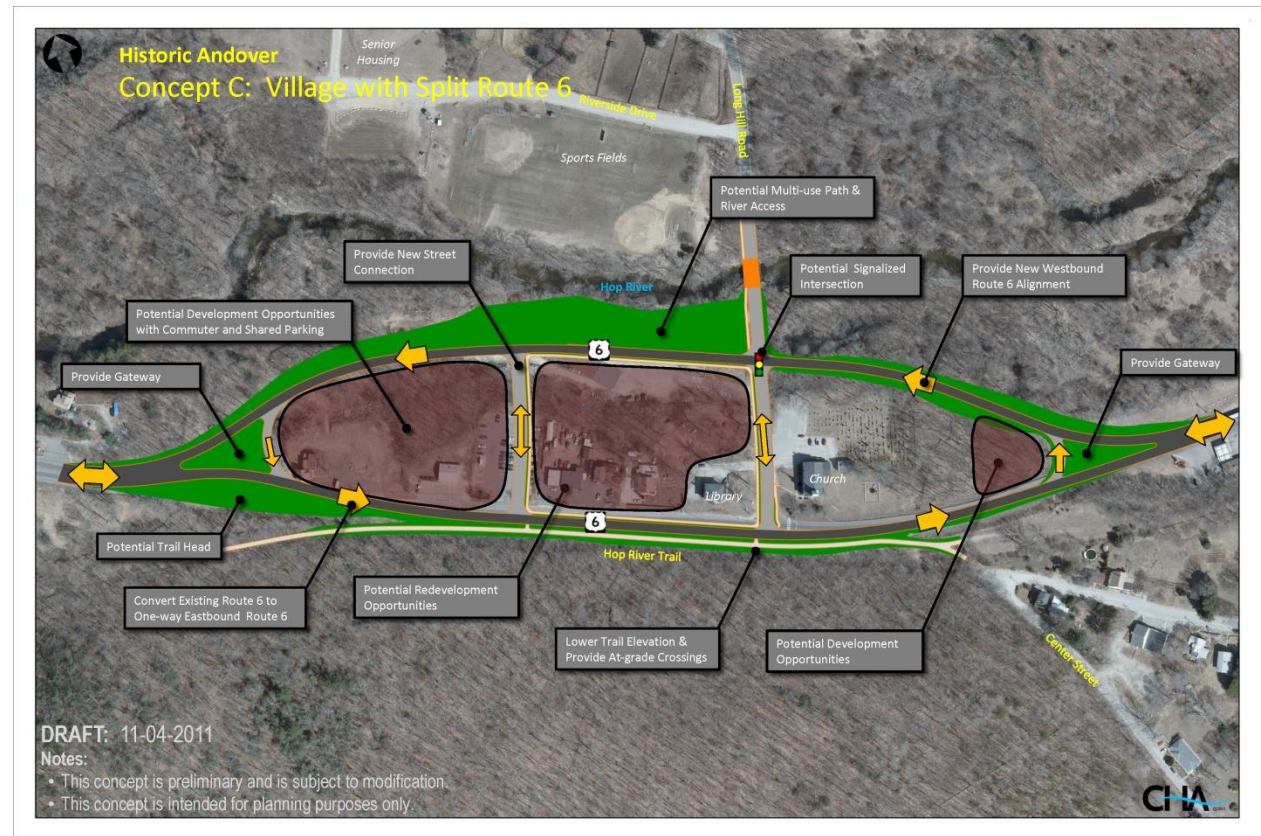 Historic Andover
Concept C: Village with Split Route 6
Senior
Housing
Riverside Drive
Long Hill Road
Sports Fields
Potential Multi-use Path &
River Access
Provide New Street
Connection
Potential Signalized
Intersection
Provide New Westbound
Route 6 Alignment
Hop River
Potential Development Opportunities
with Commuter and Shared Parking
6
Provide Gateway
Provide Gateway
Library
Church
6
Hop River Trail
Potential Trail Head
Convert Existing Route 6 to
One-way Eastbound Route 6
Potential Redevelopment
Opportunities
Lower Trail Elevation &
Provide At-grade Crossings
Potential Development
Opportunities
Center Street
DRAFT: 11-04-2011
Notes:
• This concept is preliminary and is subject to modification.
• This concept is intended for planning purposes only.
CHA